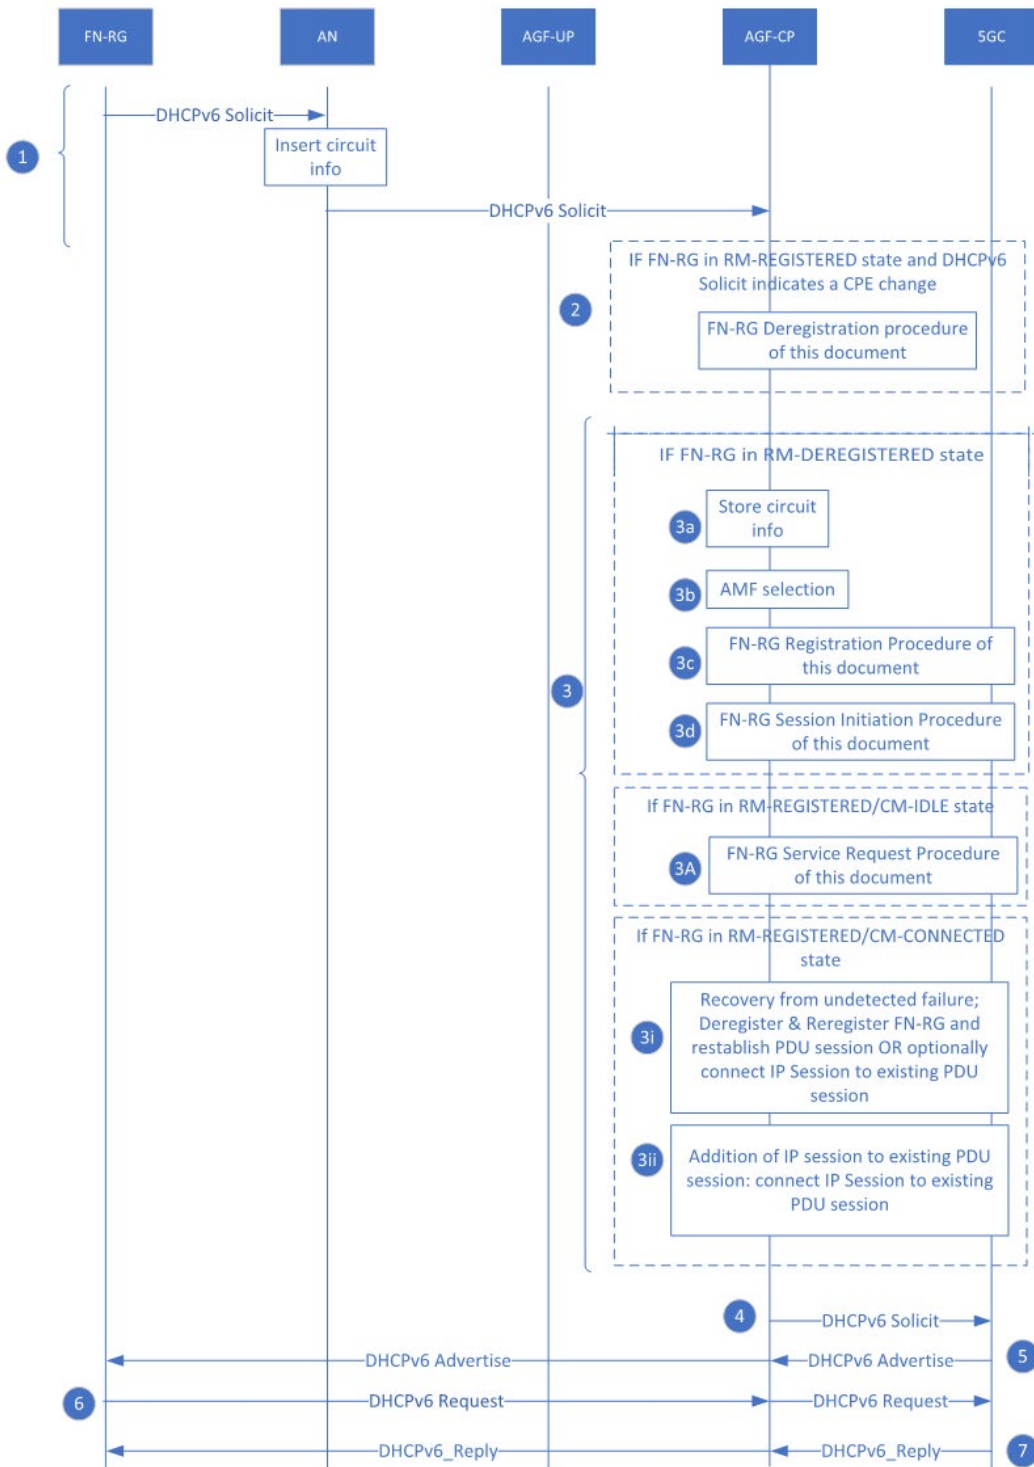 FN-RG
AN
AGF-UP
AGF-CP
5GC
DHCPv6 Solicit
1
Insert circuit
info
DHCPv6 Solicit
IF FN-RG in RM-REGISTERED state and DHCPv6
Solicit indicates a CPE change
2
FN-RG Deregistration procedure
of this document
3
IF FN-RG in RM-DEREGISTERED state
3a
Store circuit
info
3b
AMF selection
3c
FN-RG Registration Procedure of
this document
3d
FN-RG Session Initiation Procedure
of this document
If FN-RG in RM-REGISTERED/CM-IDLE state
3A
FN-RG Service Request Procedure
of this document
If FN-RG in RM-REGISTERED/CM-CONNECTED
state
3i
Recovery from undetected failure;
Deregister & Reregister FN-RG and
restablish PDU session OR optionally
connect IP Session to existing PDU
session
3ii
Addition of IP session to existing PDU
session: connect IP Session to existing
PDU session
4
DHCPv6 Solicit
DHCPv6 Advertise
DHCPv6 Advertise
5
6
DHCPv6 Request
DHCPv6 Request
DHCPv6_Reply
DHCPv6_Reply
7